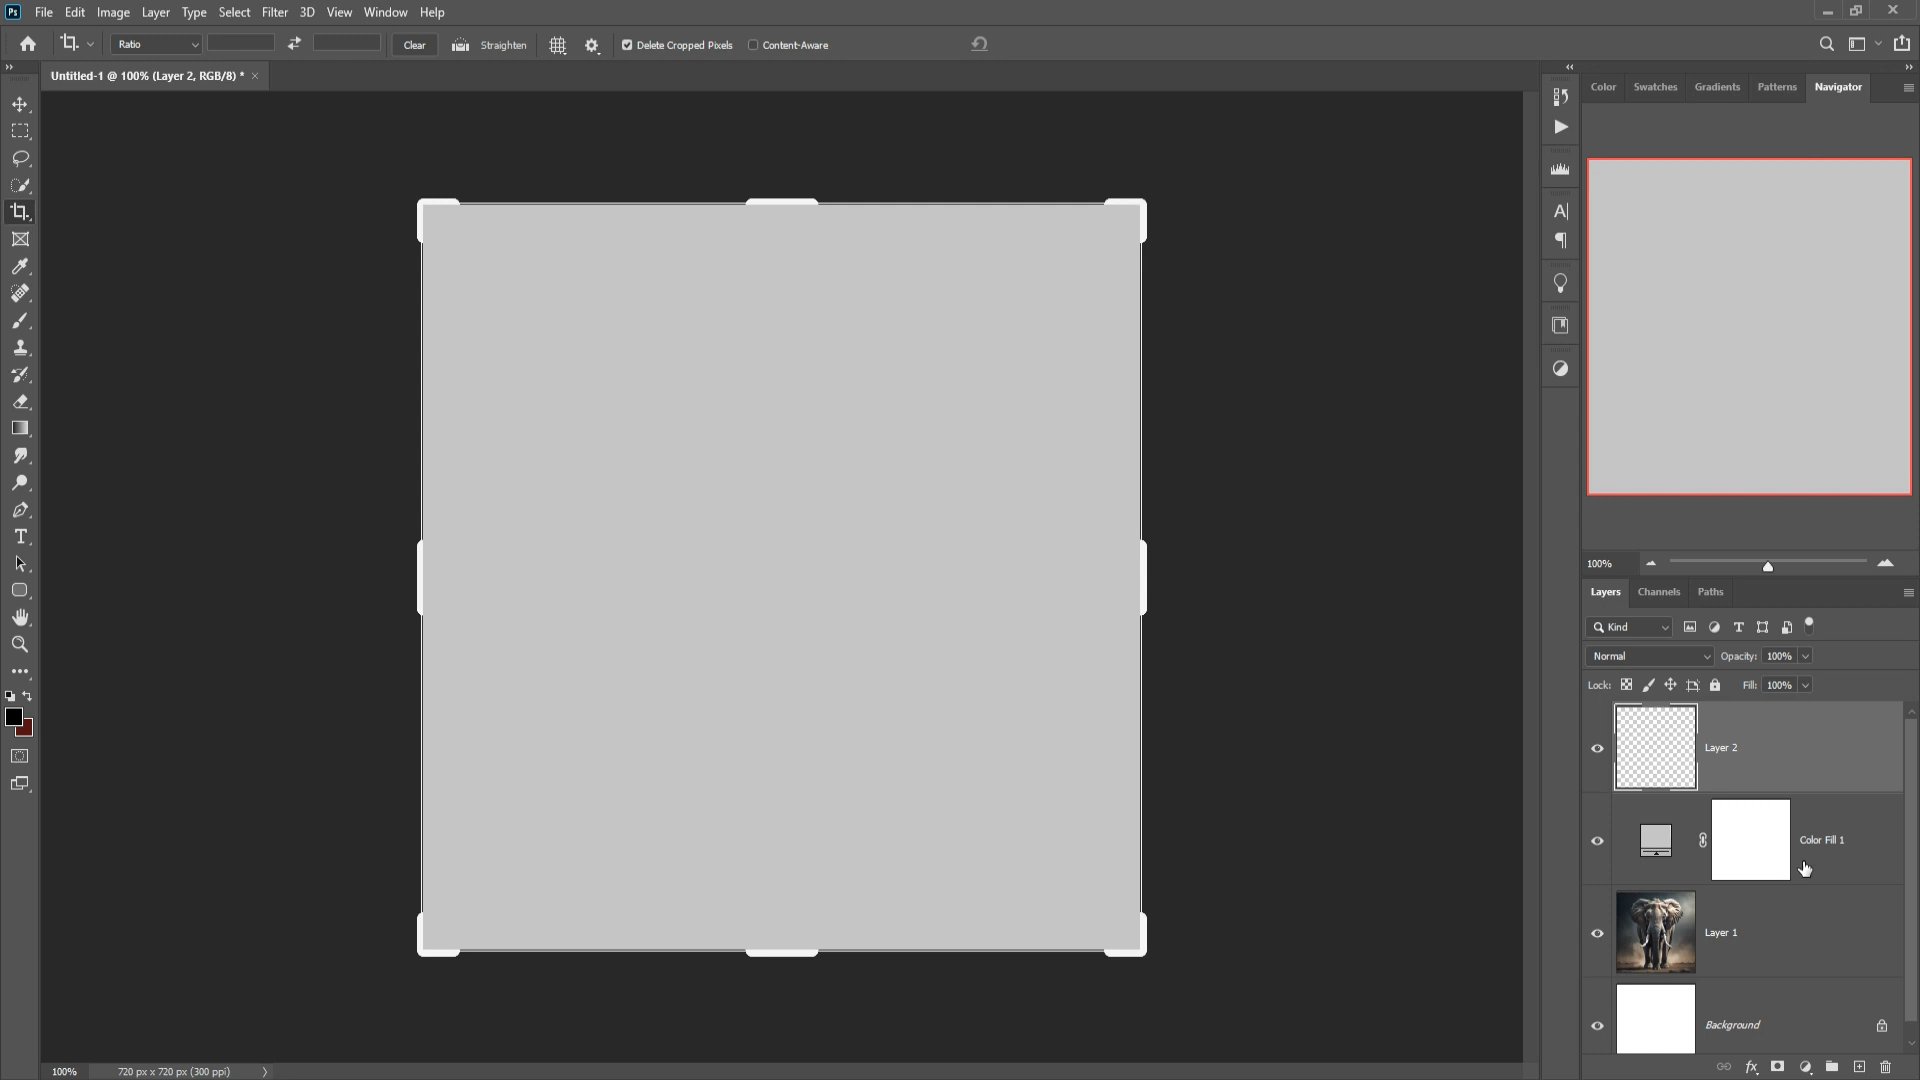 Ps File Edit Image Layer Type Select Filter 3D View Window Help
Ratio Clear Straighten Delete Cropped Pixels Content-Aware
Untitled-1 @ 100% (Layer 2, RGB/8) * ×
Color Swatches Gradients Patterns Navigator
100%
Layers Channels Paths
Kind
Normal Opacity: 100%
Lock: Fill: 100%
Layer 2
Color Fill 1
Layer 1
Background
100% 720 px x 720 px (300 ppi)